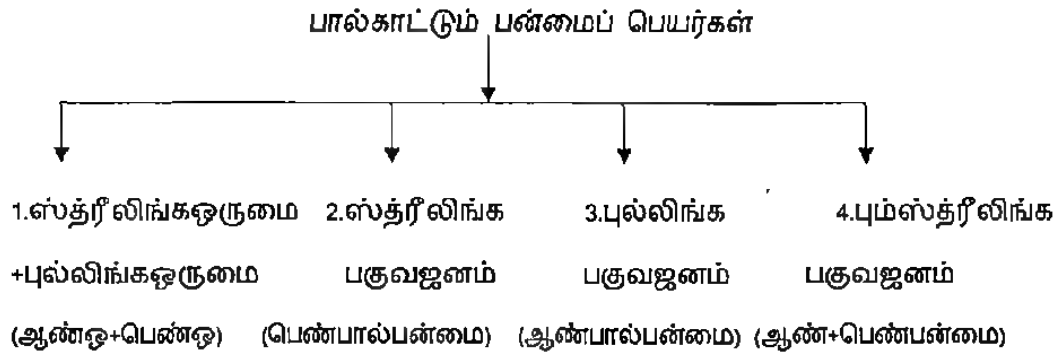 பால்காட்டும் பன்மைப் பெயர்கள்
1.ஸ்த்ரீலிங்கஒருமை 2.ஸ்த்ரீலிங்க 3.புல்லிங்க 4.பும்ஸ்த்ரீலிங்க
+புல்லிங்கஒருமை பகுவஜனம் பகுவஜனம் பகுவஜனம்
(ஆண்ஒ+பெண்ஒ) (பெண்பால்பன்மை) (ஆண்பால்பன்மை) (ஆண்+பெண்பன்மை)